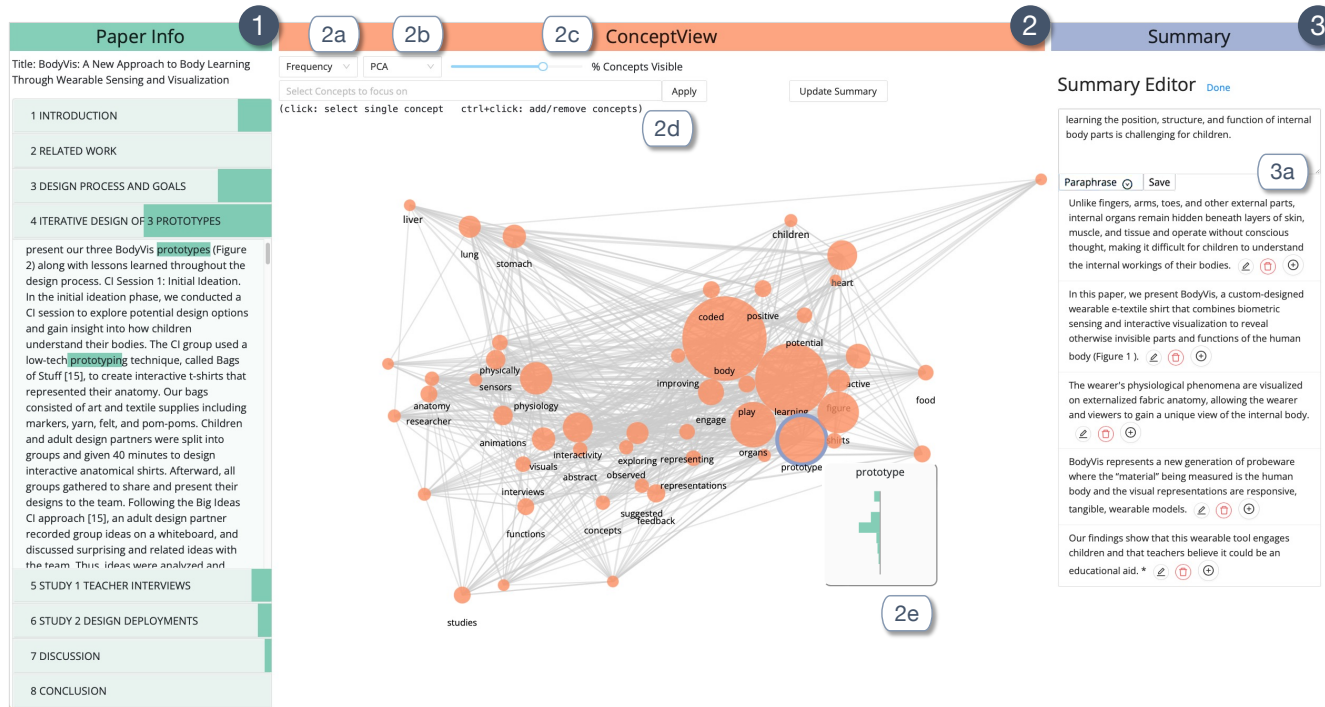 Paper Info
1
Title: BodyVis: A New Approach to Body Learning
Through Wearable Sensing and Visualization
1 INTRODUCTION
2 RELATED WORK
3 DESIGN PROCESS AND GOALS
4 ITERATIVE DESIGN OF 3 PROTOTYPES
present our three BodyVis prototypes (Figure
2) along with lessons learned throughout the
design process. CI Session 1: Initial Ideation.
In the initial ideation phase, we conducted a
CI session to explore potential design options
and gain insight into how children
understand their bodies. The CI group used a
low-tech prototyping technique, called Bags
of Stuff [15], to create interactive t-shirts that
represented their anatomy. Our bags
consisted of art and textile supplies including
markers, yarn, felt, and pom-poms. Children
and adult design partners were split into
groups and given 40 minutes to design
interactive anatomical shirts. Afterward, all
groups gathered to share and present their
designs to the team. Following the Big Ideas
CI approach [15], an adult design partner
recorded group ideas on a whiteboard, and
discussed surprising and related ideas with
the team. Thus, ideas were analyzed and
5 STUDY 1 TEACHER INTERVIEWS
6 STUDY 2 DESIGN DEPLOYMENTS
7 DISCUSSION
8 CONCLUSION
2a
2b
2c
ConceptView
2
Frequency
PCA
% Concepts Visible
Select Concepts to focus on
Apply
Update Summary
(click: select single concept ctrl+click: add/remove concepts)
2d
liver
children
lung
stomach
heart
coded
positive
potential
physically
body
sensors
improving
active
anatomy
physiology
food
researcher
engage
play
learning
figure
animations
shirts
interactivity
organs
visuals
exploring
representing
prototype
abstract
observed
prototype
interviews
representations
suggested
feedback
functions
concepts
2e
studies
Summary
3
Summary Editor
Done
learning the position, structure, and function of internal
body parts is challenging for children.
3a
Paraphrase
Save
Unlike fingers, arms, toes, and other external parts,
internal organs remain hidden beneath layers of skin,
muscle, and tissue and operate without conscious
thought, making it difficult for children to understand
the internal workings of their bodies.
In this paper, we present BodyVis, a custom-designed
wearable e-textile shirt that combines biometric
sensing and interactive visualization to reveal
otherwise invisible parts and functions of the human
body (Figure 1 ).
The wearer's physiological phenomena are visualized
on externalized fabric anatomy, allowing the wearer
and viewers to gain a unique view of the internal body.
BodyVis represents a new generation of probeware
where the “material” being measured is the human
body and the visual representations are responsive,
tangible, wearable models.
Our findings show that this wearable tool engages
children and that teachers believe it could be an
educational aid. *